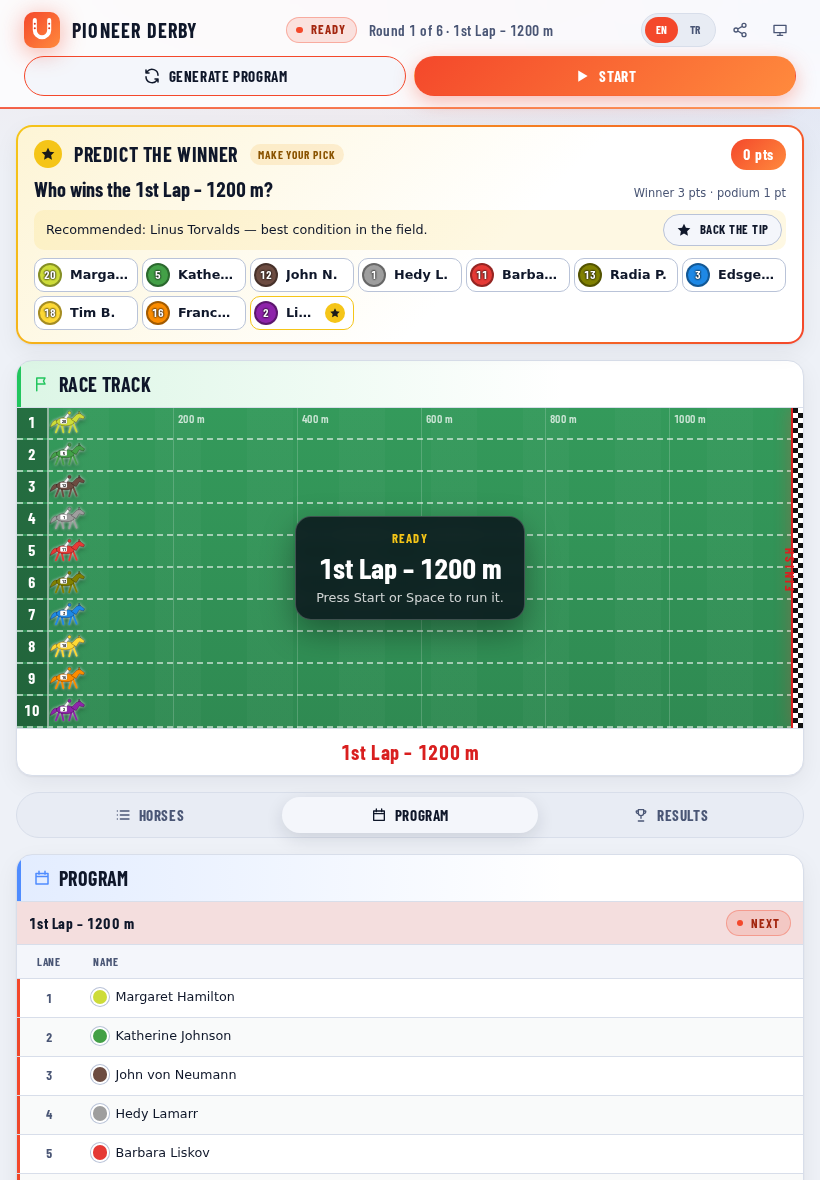 PIONEER DERBY
READY
Round 1 of 6 · 1st Lap – 1200 m
EN
TR
GENERATE PROGRAM
START
PREDICT THE WINNER
MAKE YOUR PICK
0 pts
Who wins the 1st Lap – 1200 m?
Winner 3 pts · podium 1 pt
Recommended: Linus Torvalds — best condition in the field.
BACK THE TIP
20 Marga...
5 Kathe...
12 John N.
1 Hedy L.
11 Barba...
13 Radia P.
3 Edsge...
18 Tim B.
16 Franc...
2 Li...
RACE TRACK
200 m
400 m
600 m
800 m
1000 m
1
2
3
4
5
6
7
8
9
10
READY
1st Lap – 1200 m
Press Start or Space to run it.
1st Lap – 1200 m
HORSES
PROGRAM
RESULTS
PROGRAM
1st Lap – 1200 m
NEXT
LANE NAME
1 Margaret Hamilton
2 Katherine Johnson
3 John von Neumann
4 Hedy Lamarr
5 Barbara Liskov